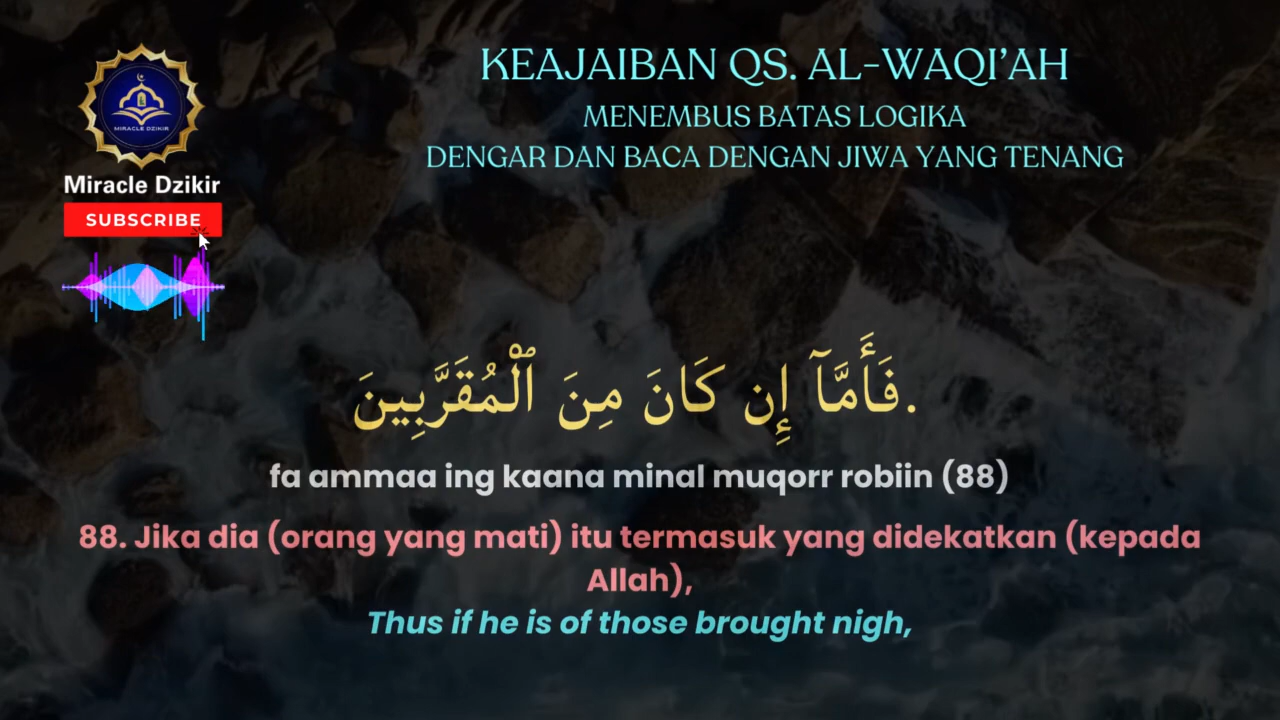 KEAJAIBAN QS. AL-WAQI'AH
MENEMBUS BATAS LOGIKA
DENGAR DAN BACA DENGAN JIWA YANG TENANG
MIRACLE DZIKIR
Miracle Dzikir
SUBSCRIBE
.فَأَمَّآ إِن كَانَ مِنَ ٱلْمُقَرَّبِينَ
fa ammaa ing kaana minal muqorr robiin (88)
88. Jika dia (orang yang mati) itu termasuk yang didekatkan (kepada
Allah),
Thus if he is of those brought nigh,